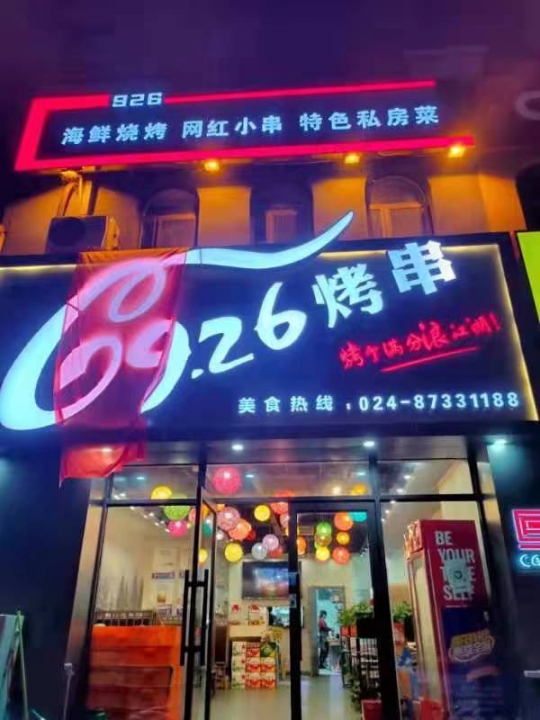 926
海鲜烧烤 网红小串 特色私房菜
9.26烤串
烤个满分浪江湖!
美食热线:024-87331188
BE
YOUR
SELF